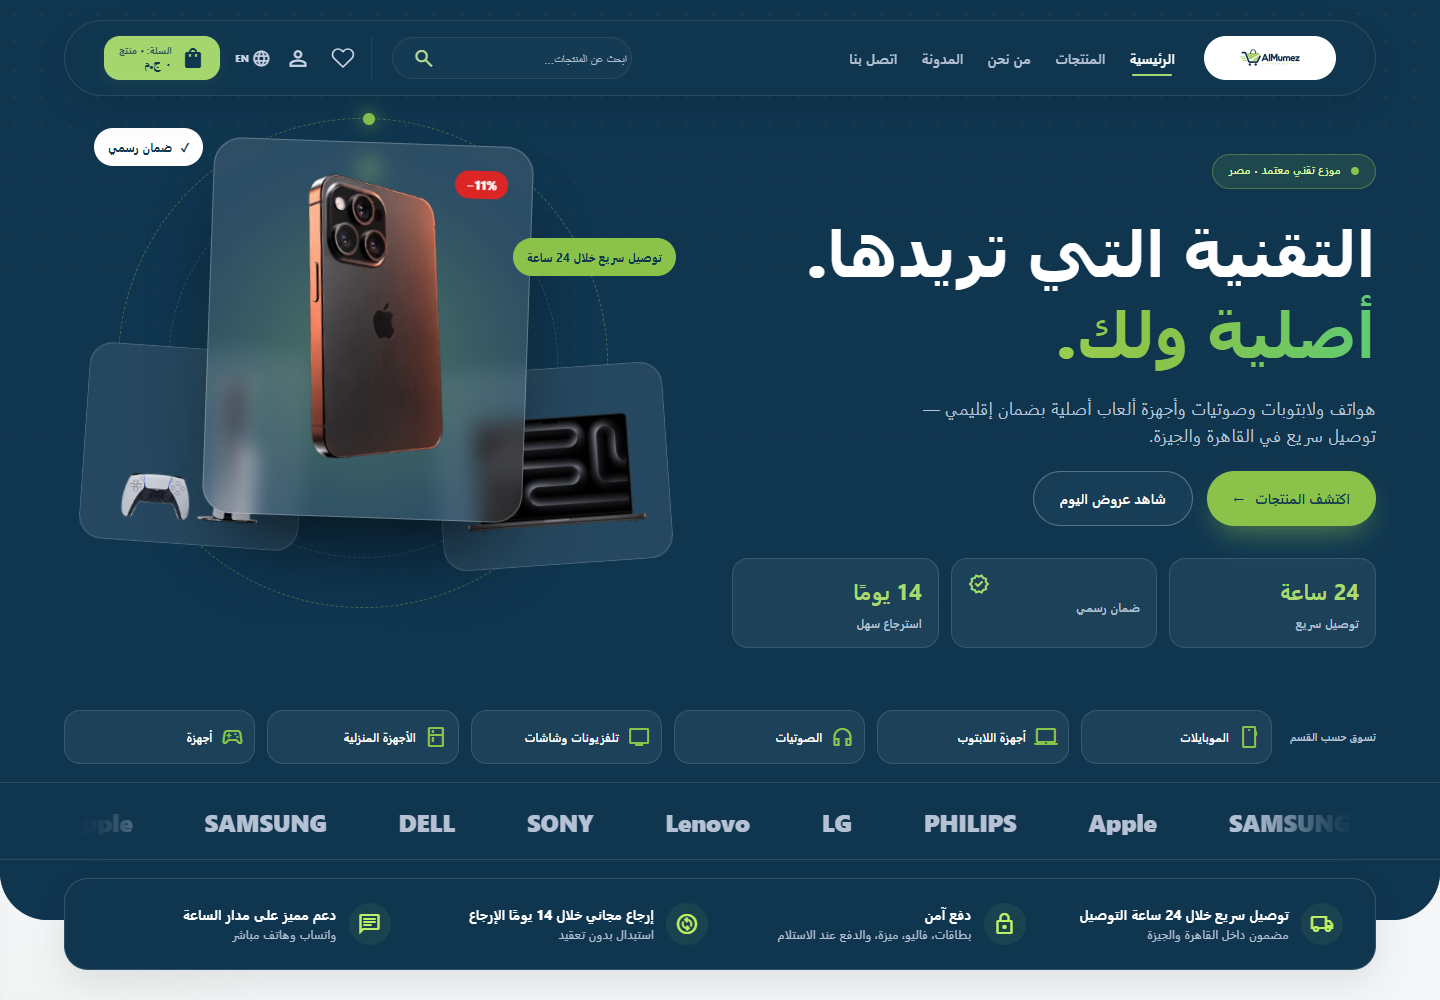 AlMumez
الرئيسية
المنتجات
من نحن
المدونة
اتصل بنا
ابحث عن المنتجات...
EN
السلة: ٠ منتج
٠ ج.م
موزع تقني معتمد · مصر
التقنية التي تريدها.
أصلية ولك.
هواتف ولابتوبات وصوتيات وأجهزة ألعاب أصلية بضمان إقليمي —
توصيل سريع في القاهرة والجيزة.
اكتشف المنتجات ←
شاهد عروض اليوم
24 ساعة
توصيل سريع
ضمان رسمي
14 يومًا
استرجاع سهل
✓ ضمان رسمي
−11%
توصيل سريع خلال 24 ساعة
تسوق حسب القسم
الموبايلات
أجهزة اللابتوب
الصوتيات
تلفزيونات وشاشات
الأجهزة المنزلية
أجهزة
pple
SAMSUNG
DELL
SONY
Lenovo
LG
PHILIPS
Apple
SAMSUNG
توصيل سريع خلال 24 ساعة التوصيل
مضمون داخل القاهرة والجيزة
دفع آمن
بطاقات، فاليو، ميزة، والدفع عند الاستلام
إرجاع مجاني خلال 14 يومًا الإرجاع
استبدال بدون تعقيد
دعم مميز على مدار الساعة
واتساب وهاتف مباشر